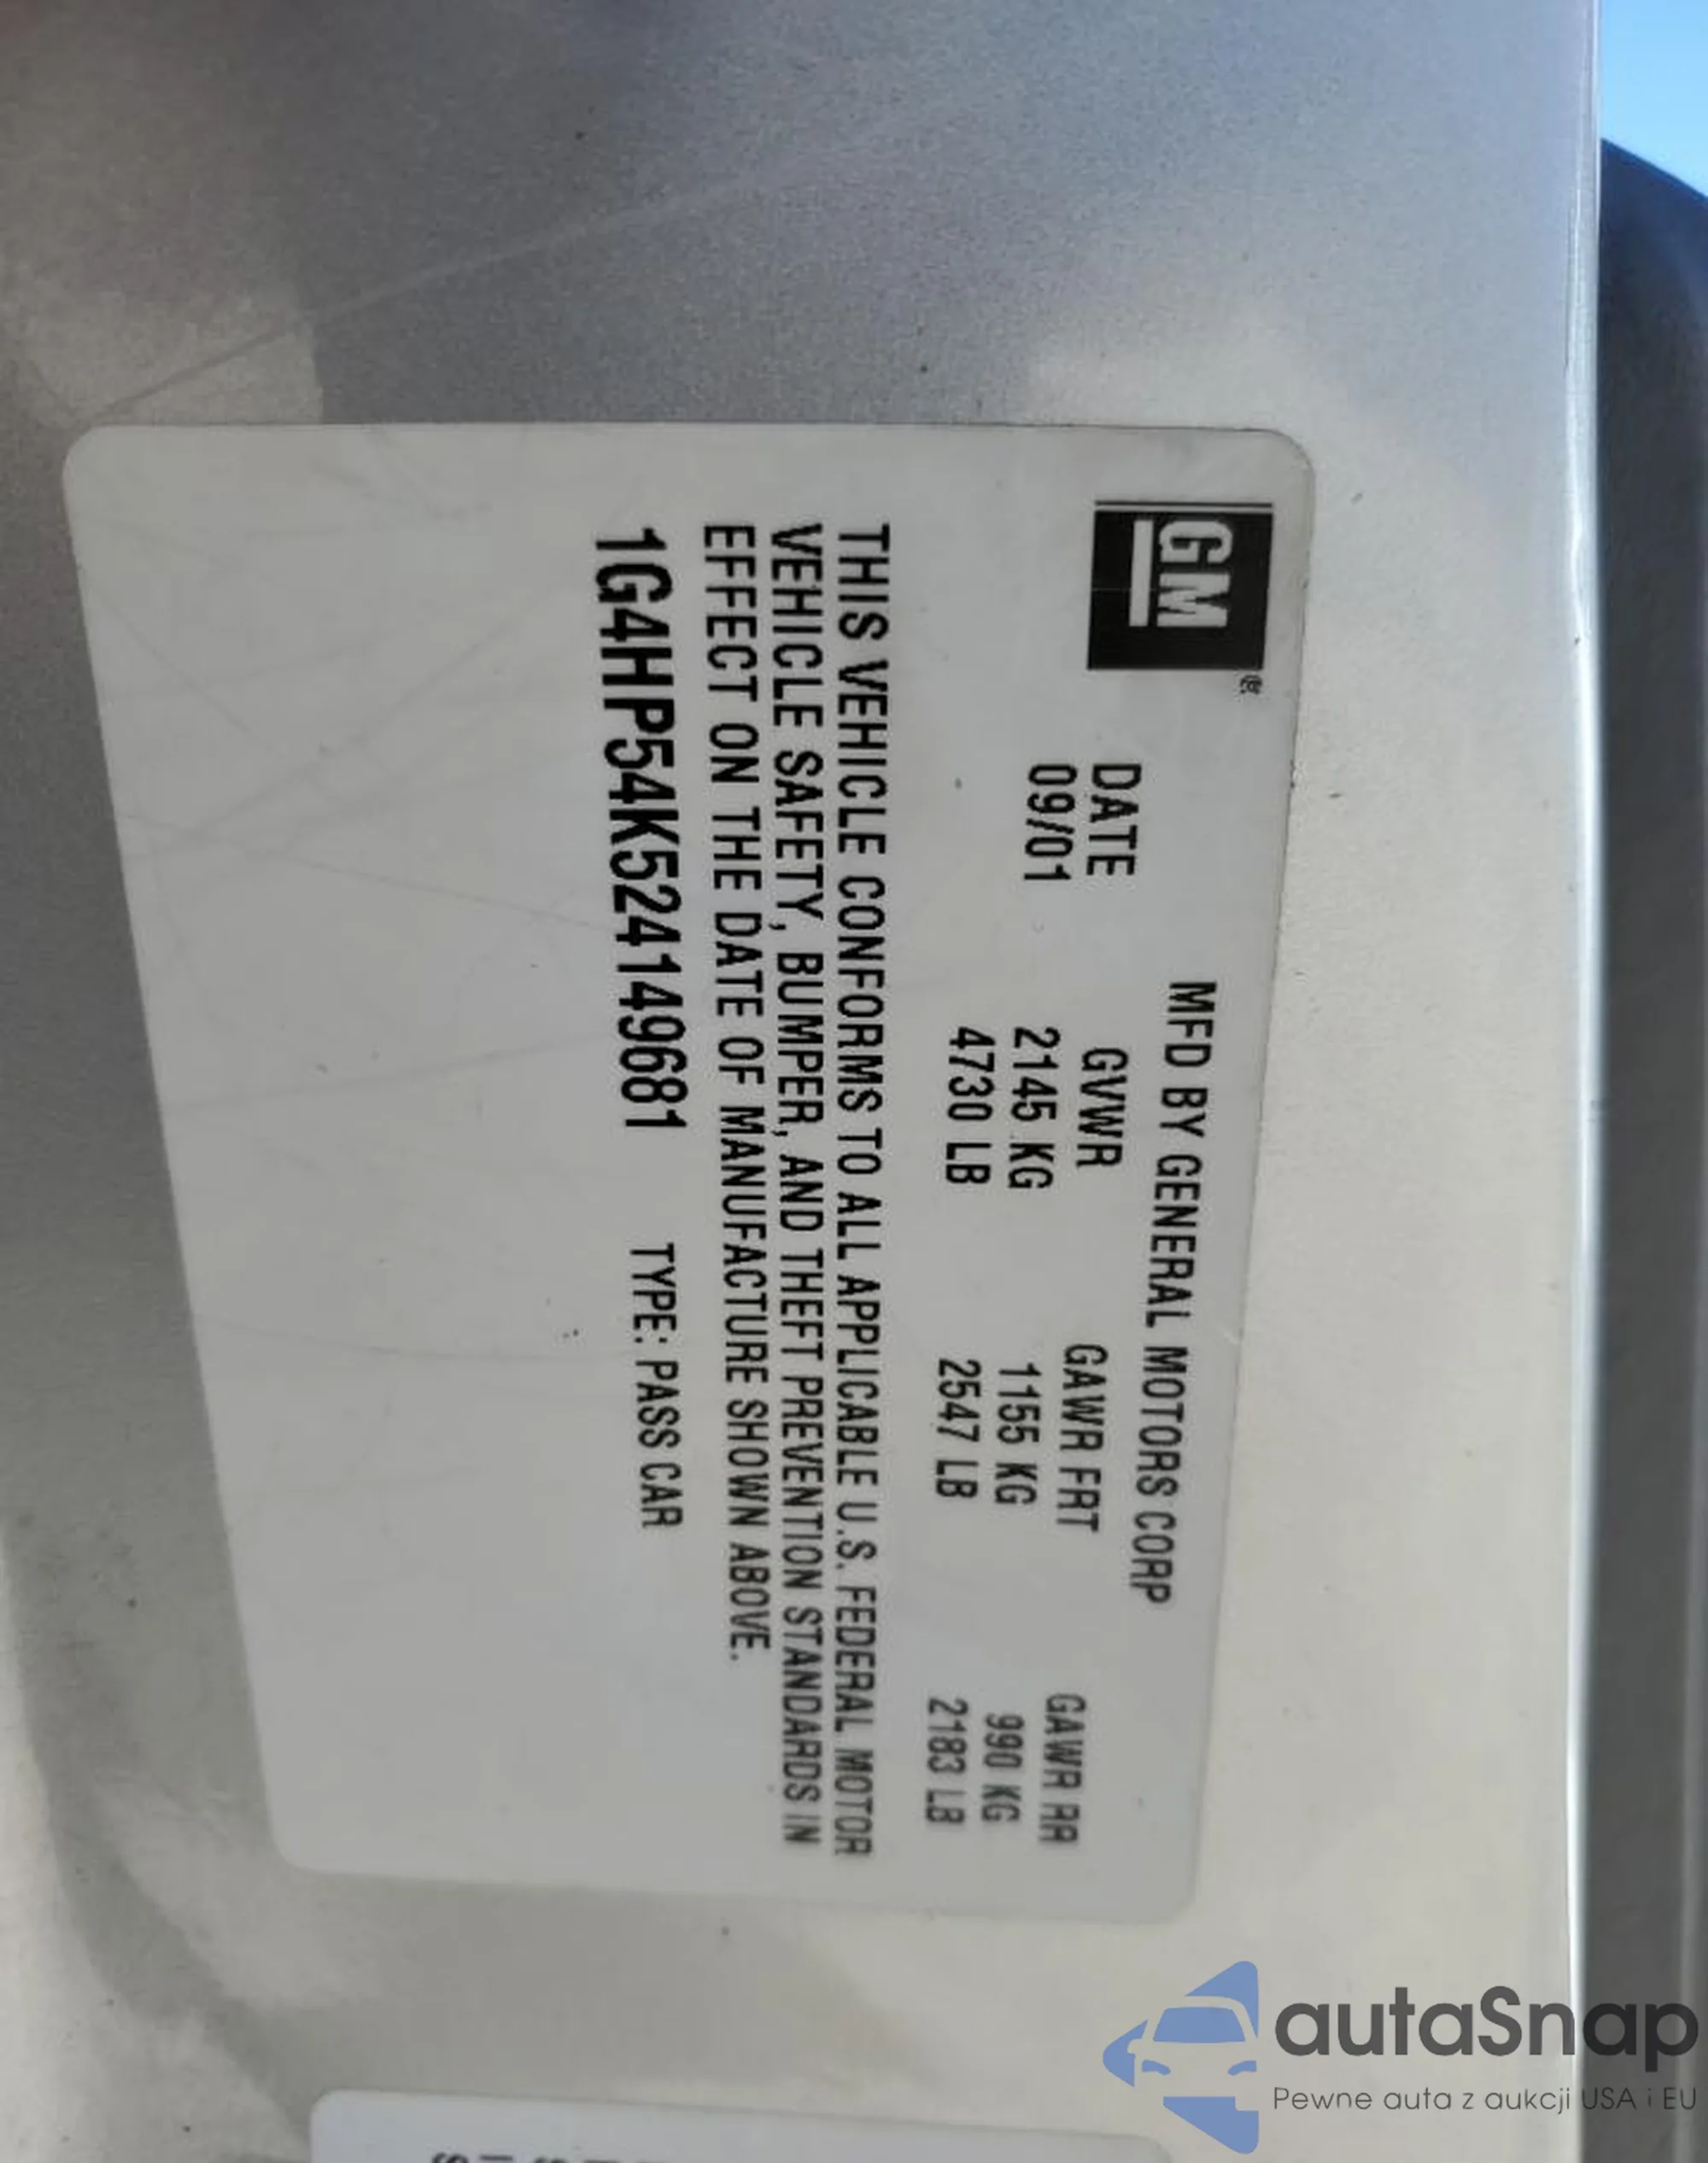 GM®
MFD BY GENERAL MOTORS CORP
DATE GVWR GAWR FRT GAWR RR
09/01 2145 KG 1155 KG 990 KG
4730 LB 2547 LB 2183 LB
THIS VEHICLE CONFORMS TO ALL APPLICABLE U.S. FEDERAL MOTOR
VEHICLE SAFETY, BUMPER, AND THEFT PREVENTION STANDARDS IN
EFFECT ON THE DATE OF MANUFACTURE SHOWN ABOVE.
1G4HP54K524149681 TYPE: PASS CAR
autaSnap
Pewne auta z aukcji USA i EU